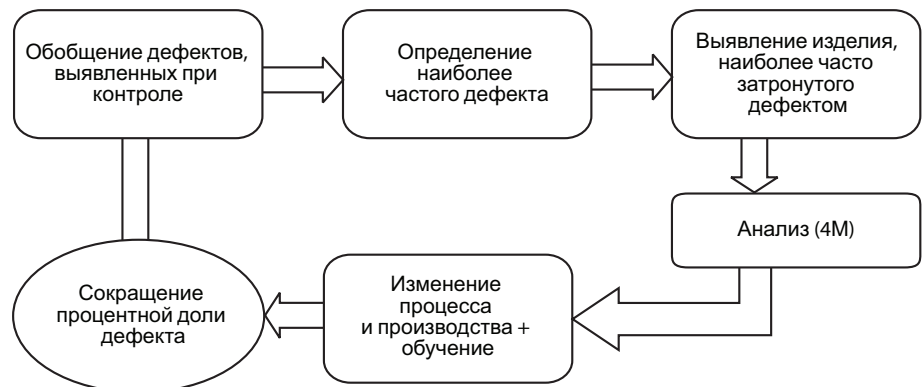 Обобщение дефектов,
выявленных при
контроле
Определение
наиболее
частого дефекта
Выявление изделия,
наиболее часто
затронутого
дефектом
Анализ (4М)
Изменение
процесса
и производства +
обучение
Сокращение
процентной доли
дефекта